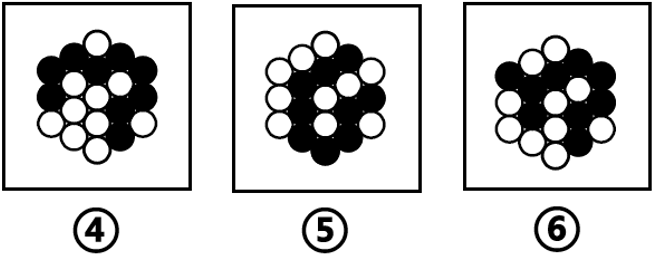 ④ ⑤ ⑥